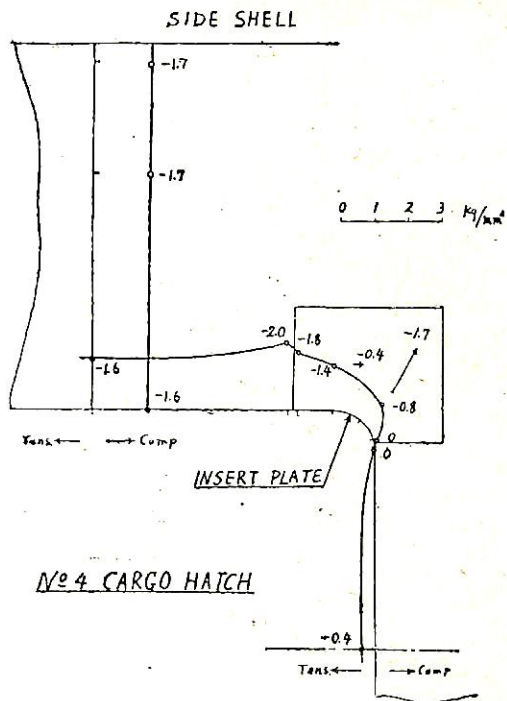 SIDE SHELL
-1.7
-1.7
0 1 2 3 Kg/mm²
-2.0
-1.8
-1.7
-1.4
-0.4
-1.6
-0.8
-1.6
0
0
Tens. Comp
INSERT PLATE
Nº 4 CARGO HATCH
+0.4
Tens. Comp